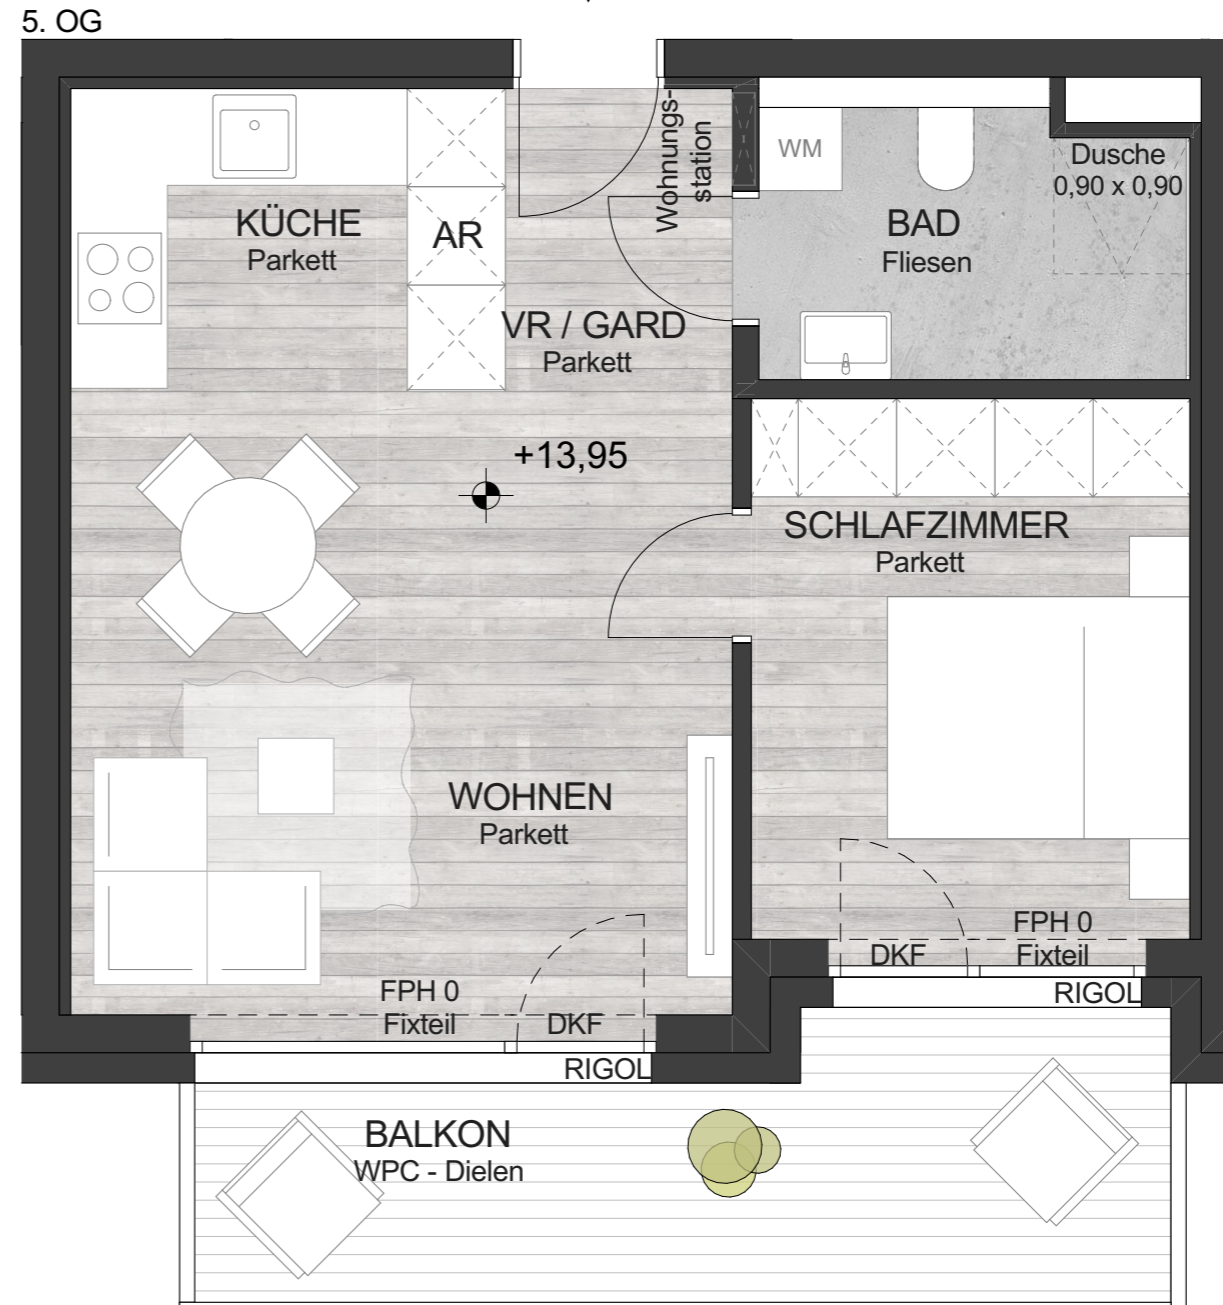 5. OG
Wohnungs-
station
WM
Dusche
0,90 x 0,90
KÜCHE
Parkett
AR
BAD
Fliesen
VR / GARD
Parkett
+13,95
SCHLAFZIMMER
Parkett
WOHNEN
Parkett
FPH 0
Fixteil
DKF
RIGOL
DKF
FPH 0
Fixteil
RIGOL
BALKON
WPC - Dielen